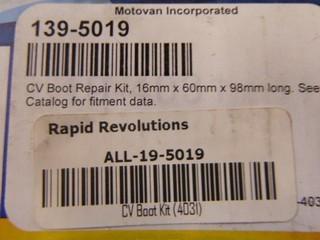 Motovan Incorporated
139-5019
CV Boot Repair Kit, 16mm x 60mm x 98mm long. See
Catalog for fitment data.
Rapid Revolutions
ALL-19-5019
CV Boot Kit (4031)